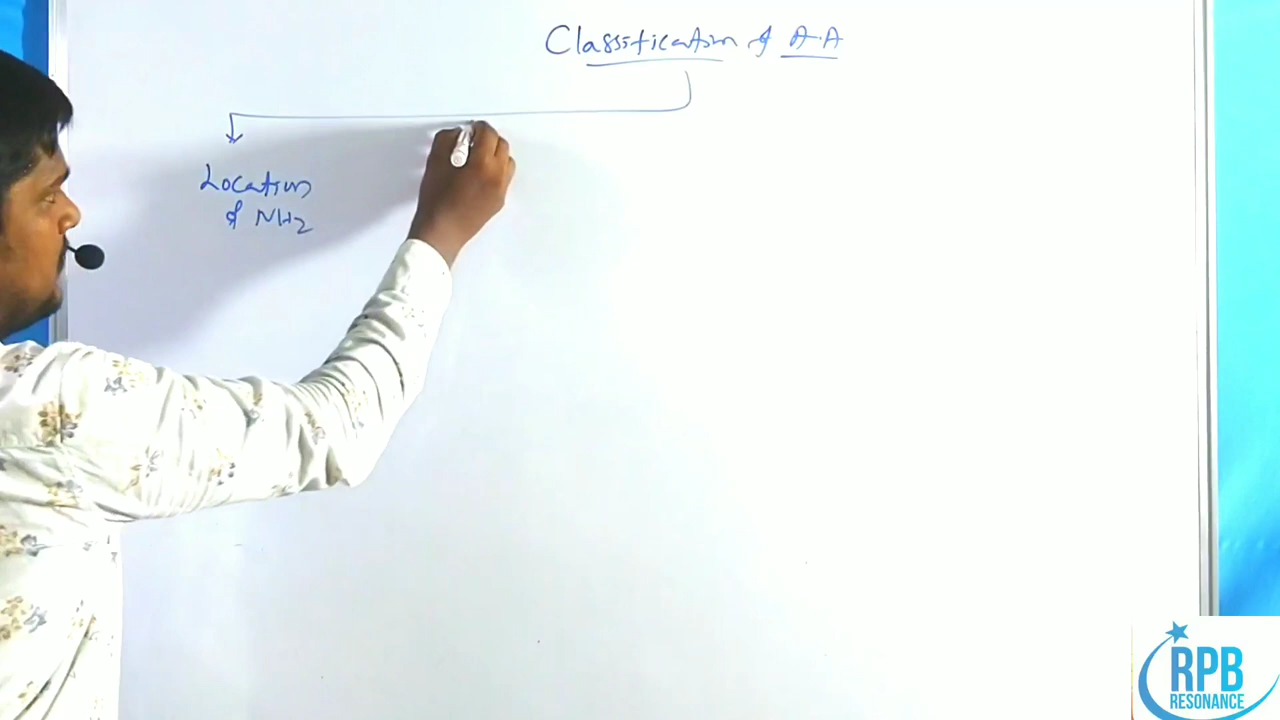 Classification of A.A
Location
of NH2
RPB
RESONANCE